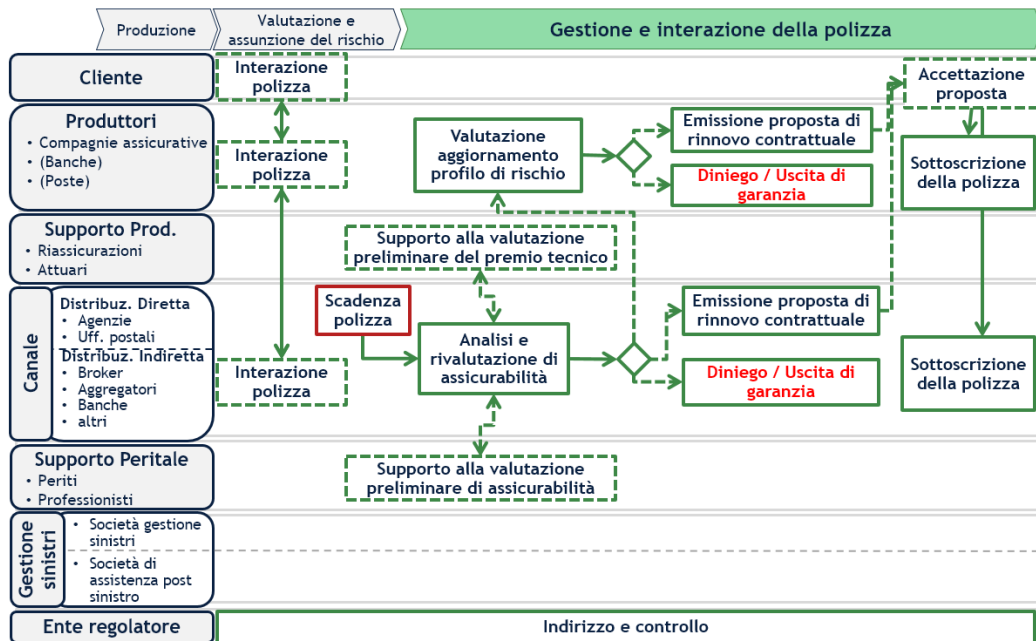 Produzione
Valutazione e
assunzione del rischio
Gestione e interazione della polizza
Cliente
Interazione
polizza
Accettazione
proposta
Produttori
• Compagnie assicurative
• (Banche)
• (Poste)
Interazione
polizza
Valutazione
aggiornamento
profilo di rischio
Emissione proposta di
rinnovo contrattuale
Diniego / Uscita di
garanzia
Sottoscrizione
della polizza
Supporto Prod.
• Riassicurazioni
• Attuari
Supporto alla valutazione
preliminare del premio tecnico
Canale
Distribuz. Diretta
• Agenzie
• Uff. postali
Distribuz. Indiretta
• Broker
• Aggregatori
• Banche
• altri
Interazione
polizza
Scadenza
polizza
Analisi e
rivalutazione di
assicurabilità
Emissione proposta di
rinnovo contrattuale
Diniego / Uscita di
garanzia
Sottoscrizione
della polizza
Supporto Peritale
• Periti
• Professionisti
Supporto alla valutazione
preliminare di assicurabilità
Gestione
sinistri
• Società gestione
sinistri
• Società di
assistenza post
sinistro
Ente regolatore
Indirizzo e controllo